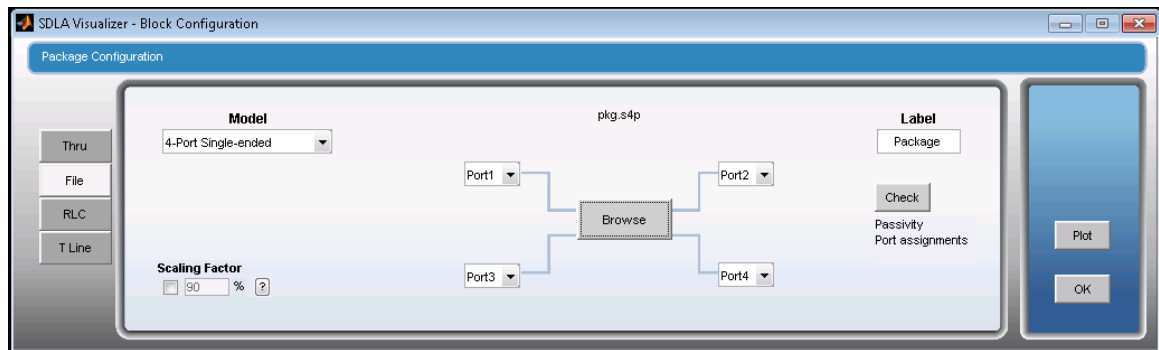 SDLA Visualizer - Block Configuration
Package Configuration
Thru
File
RLC
T Line
Model
4-Port Single-ended
pkg.s4p
Label
Package
Port1
Port2
Browse
Port3
Port4
Check
Passivity
Port assignments
Scaling Factor
90 % ?
Plot
OK